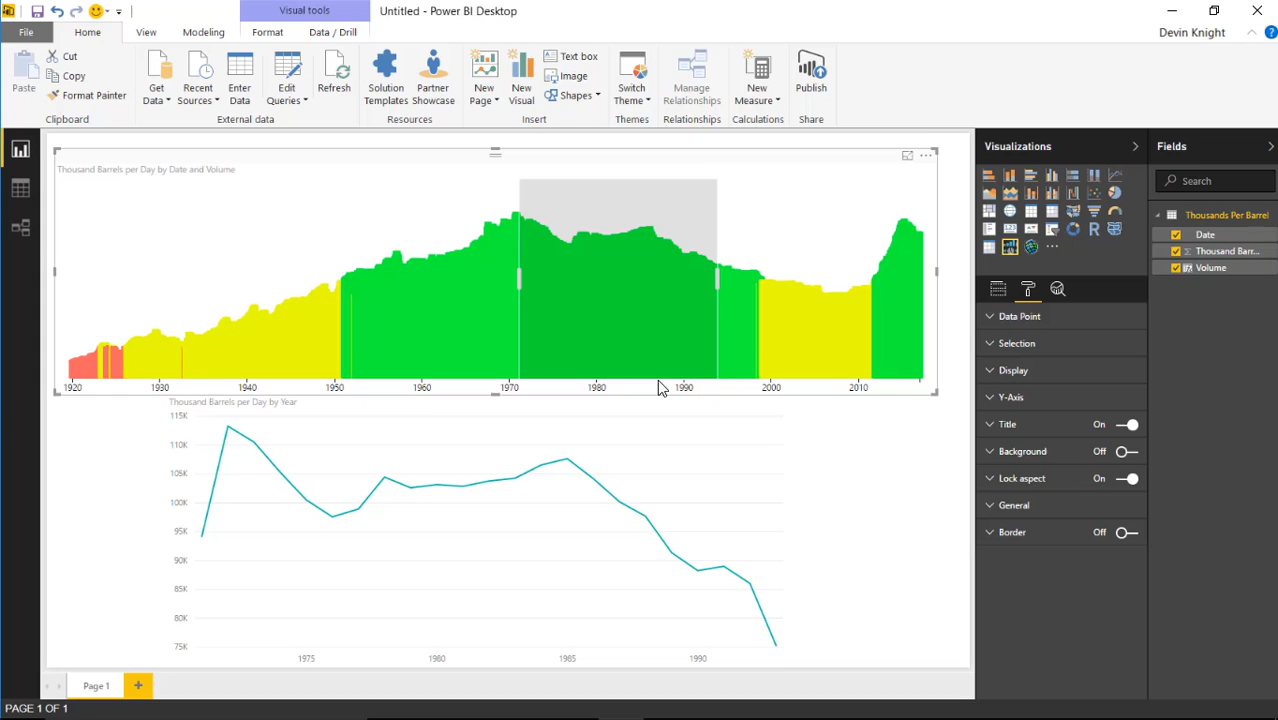 Visual tools
Untitled - Power BI Desktop
File
Home
View
Modeling
Format
Data / Drill
Devin Knight
?
Paste
Cut
Copy
Format Painter
Clipboard
Get Data
Recent Sources
Enter Data
Edit Queries
Refresh
External data
Solution Templates
Partner Showcase
Resources
New Page
New Visual
Text box
Image
Shapes
Insert
Switch Theme
Themes
Manage Relationships
Relationships
New Measure
Calculations
Publish
Share
Thousand Barrels per Day by Date and Volume
1920 1930 1940 1950 1960 1970 1980 1990 2000 2010
Thousand Barrels per Day by Year
115K
110K
105K
100K
95K
90K
85K
80K
75K
1975 1980 1985 1990
Visualizations
R
Data Point
Selection
Display
Y-Axis
Title On
Background Off
Lock aspect On
General
Border Off
Fields
Search
Thousands Per Barrel
Date
Σ Thousand Barr...
Volume
Page 1
+
PAGE 1 OF 1